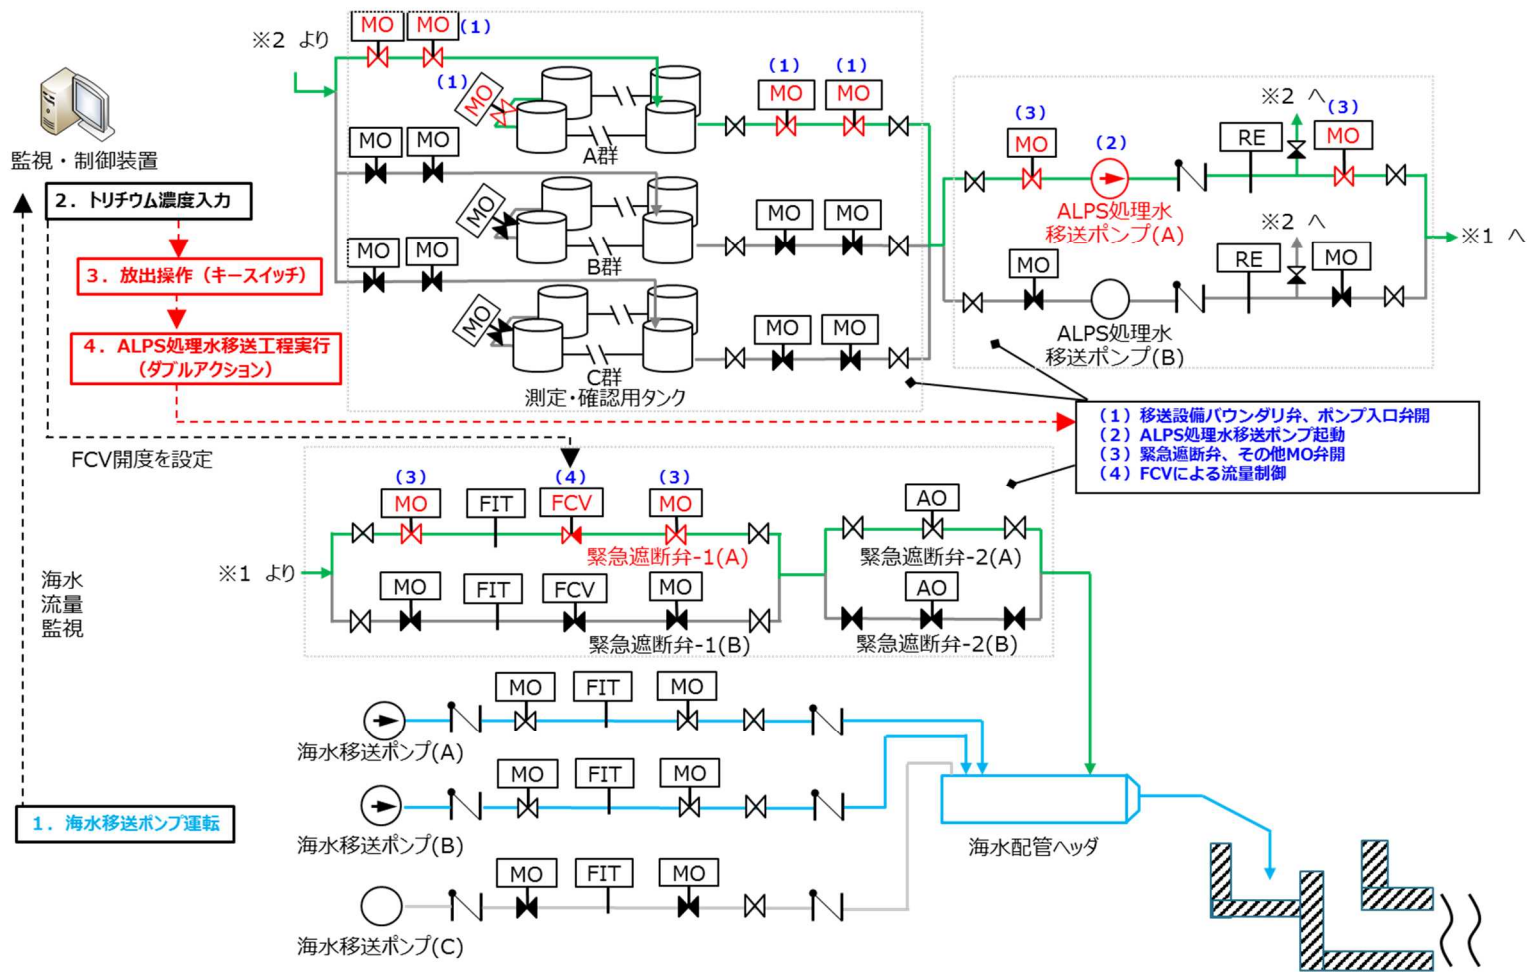 MO
MO
（1）
※2 より
（1）
MO
（1）
（1）
MO
MO
A群
監視・制御装置
２．トリチウム濃度入力
３．放出操作（キースイッチ）
４．ALPS処理水移送工程実行
（ダブルアクション）
MO
MO
MO
MO
MO
B群
MO
MO
MO
MO
MO
C群
測定・確認用タンク
（3）
MO
（2）
ALPS処理水
移送ポンプ(A)
RE
※2 へ
（3）
MO
※1 へ
MO
ALPS処理水
移送ポンプ(B)
RE
※2 へ
MO
（1）移送設備バウンダリ弁、ポンプ入口弁開
（2）ALPS処理水移送ポンプ起動
（3）緊急遮断弁、その他MO弁開
（4）FCVによる流量制御
FCV開度を設定
（3）
MO
FIT
（4）
FCV
（3）
MO
緊急遮断弁-1(A)
AO
緊急遮断弁-2(A)
※1 より
MO
FIT
FCV
MO
緊急遮断弁-1(B)
AO
緊急遮断弁-2(B)
海水
流量
監視
MO
FIT
MO
海水移送ポンプ(A)
MO
FIT
MO
海水移送ポンプ(B)
１．海水移送ポンプ運転
海水配管ヘッダ
MO
FIT
MO
海水移送ポンプ(C)